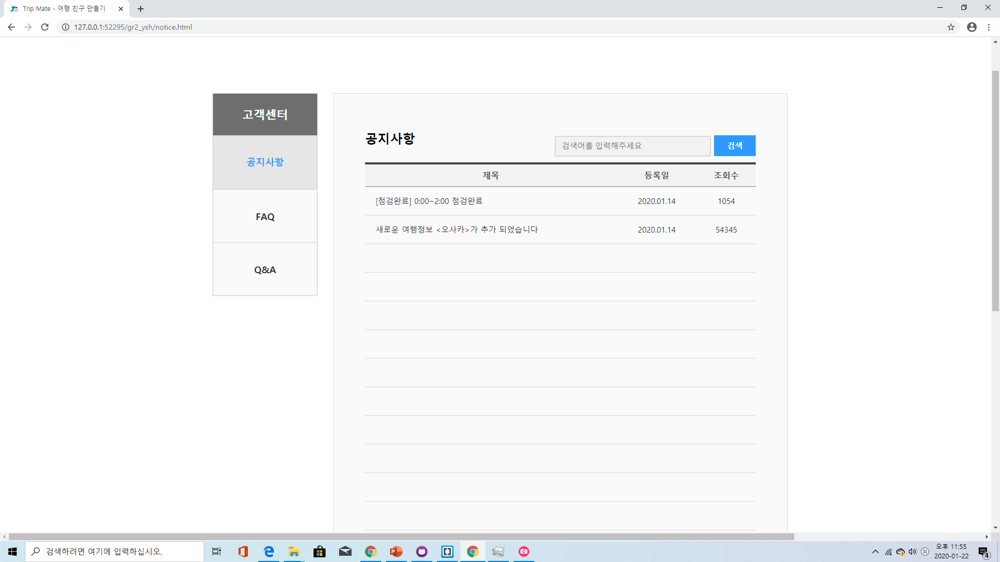 Trip Mate - 여행 친구 만들기
127.0.0.1:52295/gr2_ysh/notice.html
고객센터
공지사항
FAQ
Q&A
공지사항
검색어를 입력해주세요
검색
제목 등록일 조회수
[점검완료] 0:00~2:00 점검완료 2020.01.14 1054
새로운 여행정보 <오사카>가 추가 되었습니다 2020.01.14 54345
검색하려면 여기에 입력하십시오.
오후 11:55
2020-01-22
4